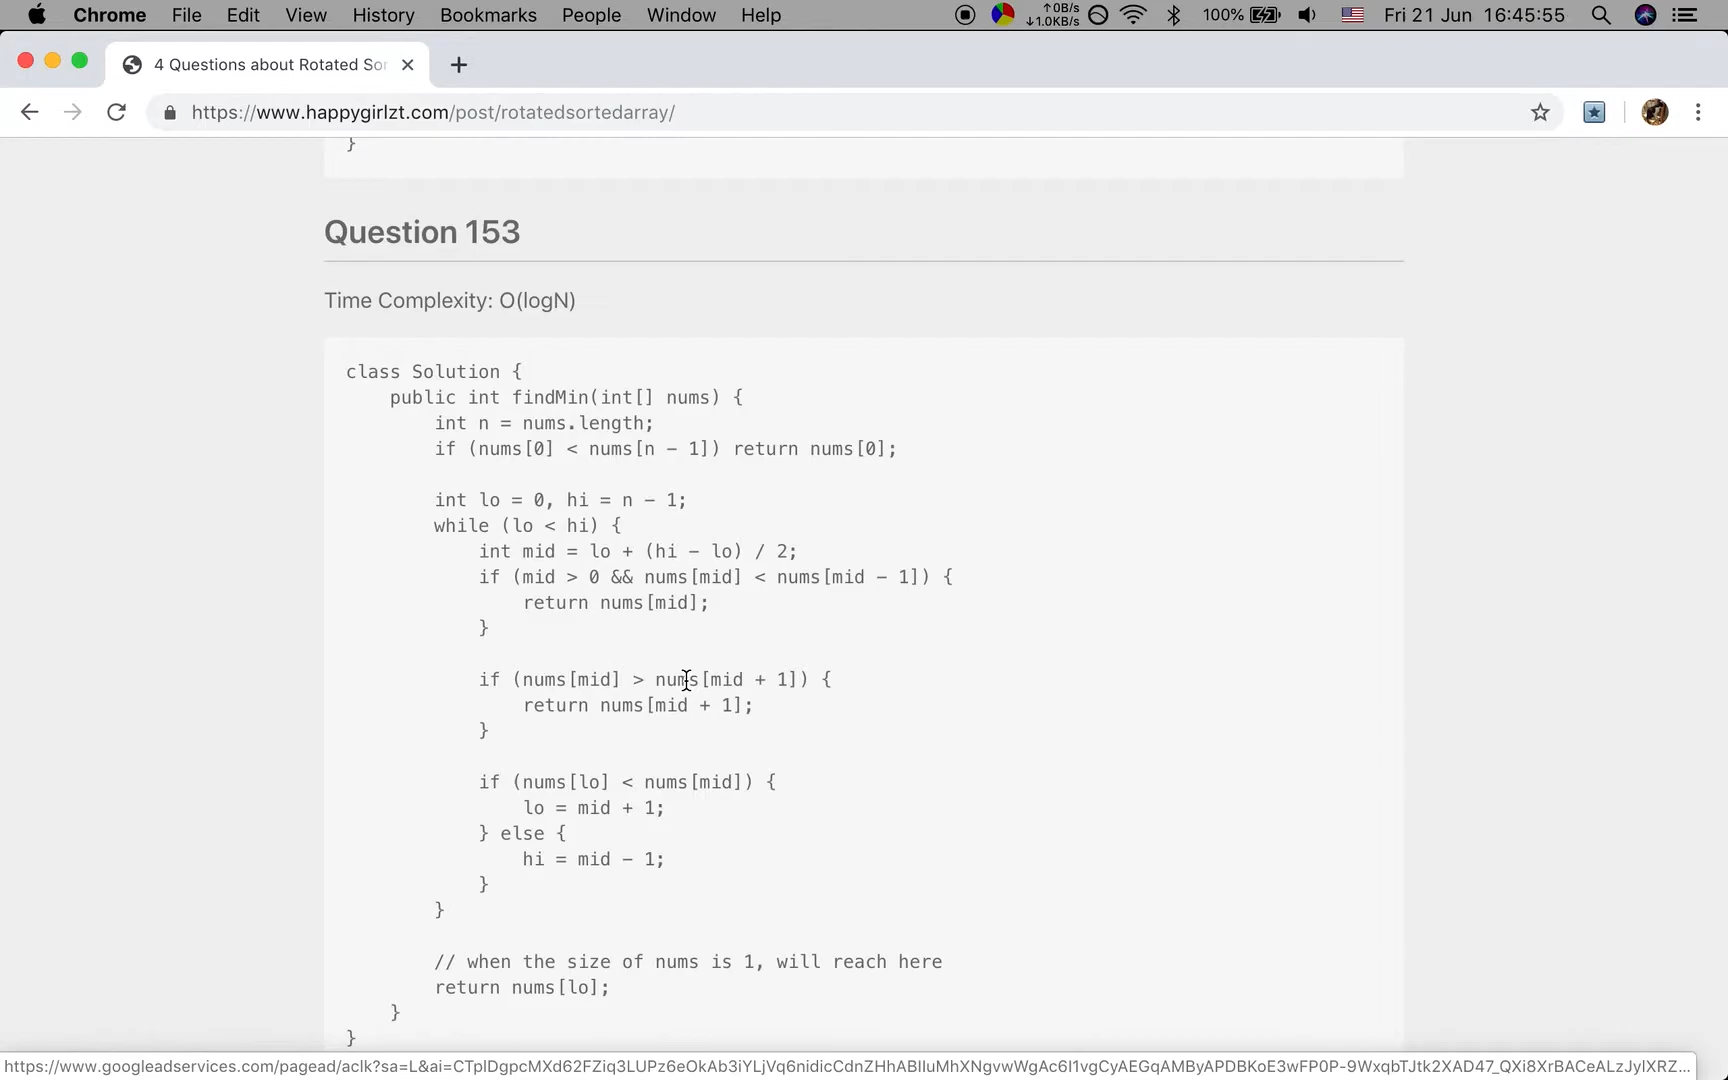 Chrome File Edit View History Bookmarks People Window Help ↑0B/s ↓1.0KB/s 100% Fri 21 Jun 16:45:55
4 Questions about Rotated Sor
https://www.happygirlzt.com/post/rotatedsortedarray/
}
Question 153
Time Complexity: O(logN)
class Solution {
public int findMin(int[] nums) {
int n = nums.length;
if (nums[0] < nums[n - 1]) return nums[0];
int lo = 0, hi = n - 1;
while (lo < hi) {
int mid = lo + (hi - lo) / 2;
if (mid > 0 && nums[mid] < nums[mid - 1]) {
return nums[mid];
}
if (nums[mid] > nums[mid + 1]) {
return nums[mid + 1];
}
if (nums[lo] < nums[mid]) {
lo = mid + 1;
} else {
hi = mid - 1;
}
}
// when the size of nums is 1, will reach here
return nums[lo];
}
}